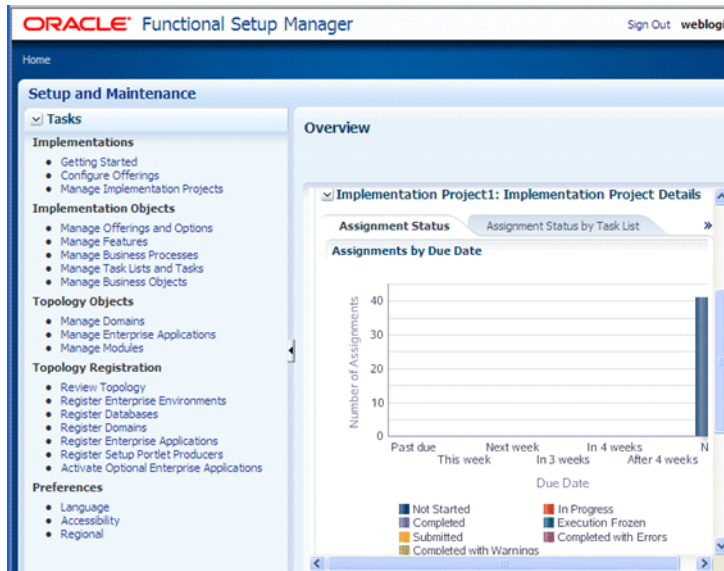 ORACLE Functional Setup Manager
Sign Out weblogi
Home
Setup and Maintenance
Tasks
Implementations
Getting Started
Configure Offerings
Manage Implementation Projects
Implementation Objects
Manage Offerings and Options
Manage Features
Manage Business Processes
Manage Task Lists and Tasks
Manage Business Objects
Topology Objects
Manage Domains
Manage Enterprise Applications
Manage Modules
Topology Registration
Review Topology
Register Enterprise Environments
Register Databases
Register Domains
Register Enterprise Applications
Register Setup Portlet Producers
Activate Optional Enterprise Applications
Preferences
Language
Accessibility
Regional
Overview
Implementation Project1: Implementation Project Details
Assignment Status
Assignment Status by Task List
»
Assignments by Due Date
Number of Assignments
40
30
20
10
0
Past due Next week In 4 weeks N
This week In 3 weeks After 4 weeks
Due Date
Not Started In Progress
Completed Execution Frozen
Submitted Completed with Errors
Completed with Warnings